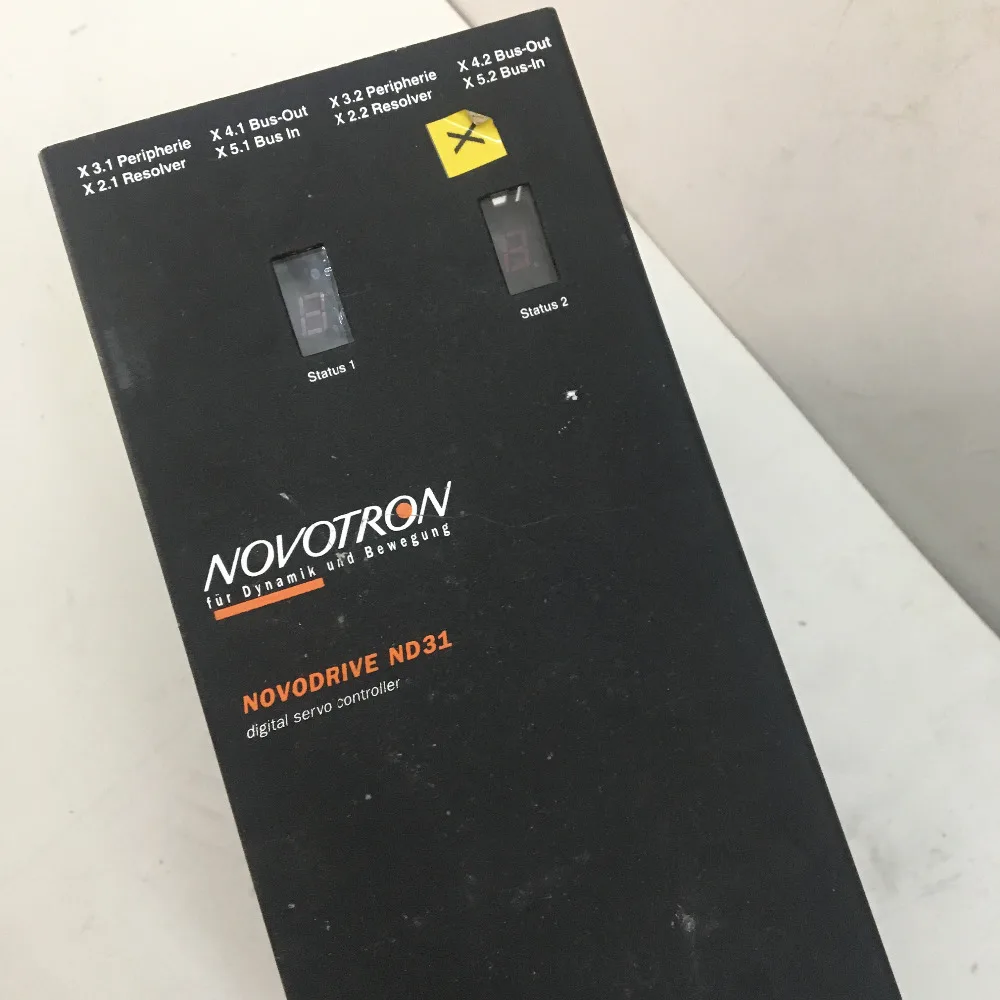 X 3.1 Peripherie
X 2.1 Resolver
X 4.1 Bus-Out
X 5.1 Bus In
X 3.2 Peripherie
X 2.2 Resolver
X 4.2 Bus-Out
X 5.2 Bus-In
X
Status 1
Status 2
NOVOTRON
für Dynamik und Bewegung
NOVODRIVE ND31
digital servo controller